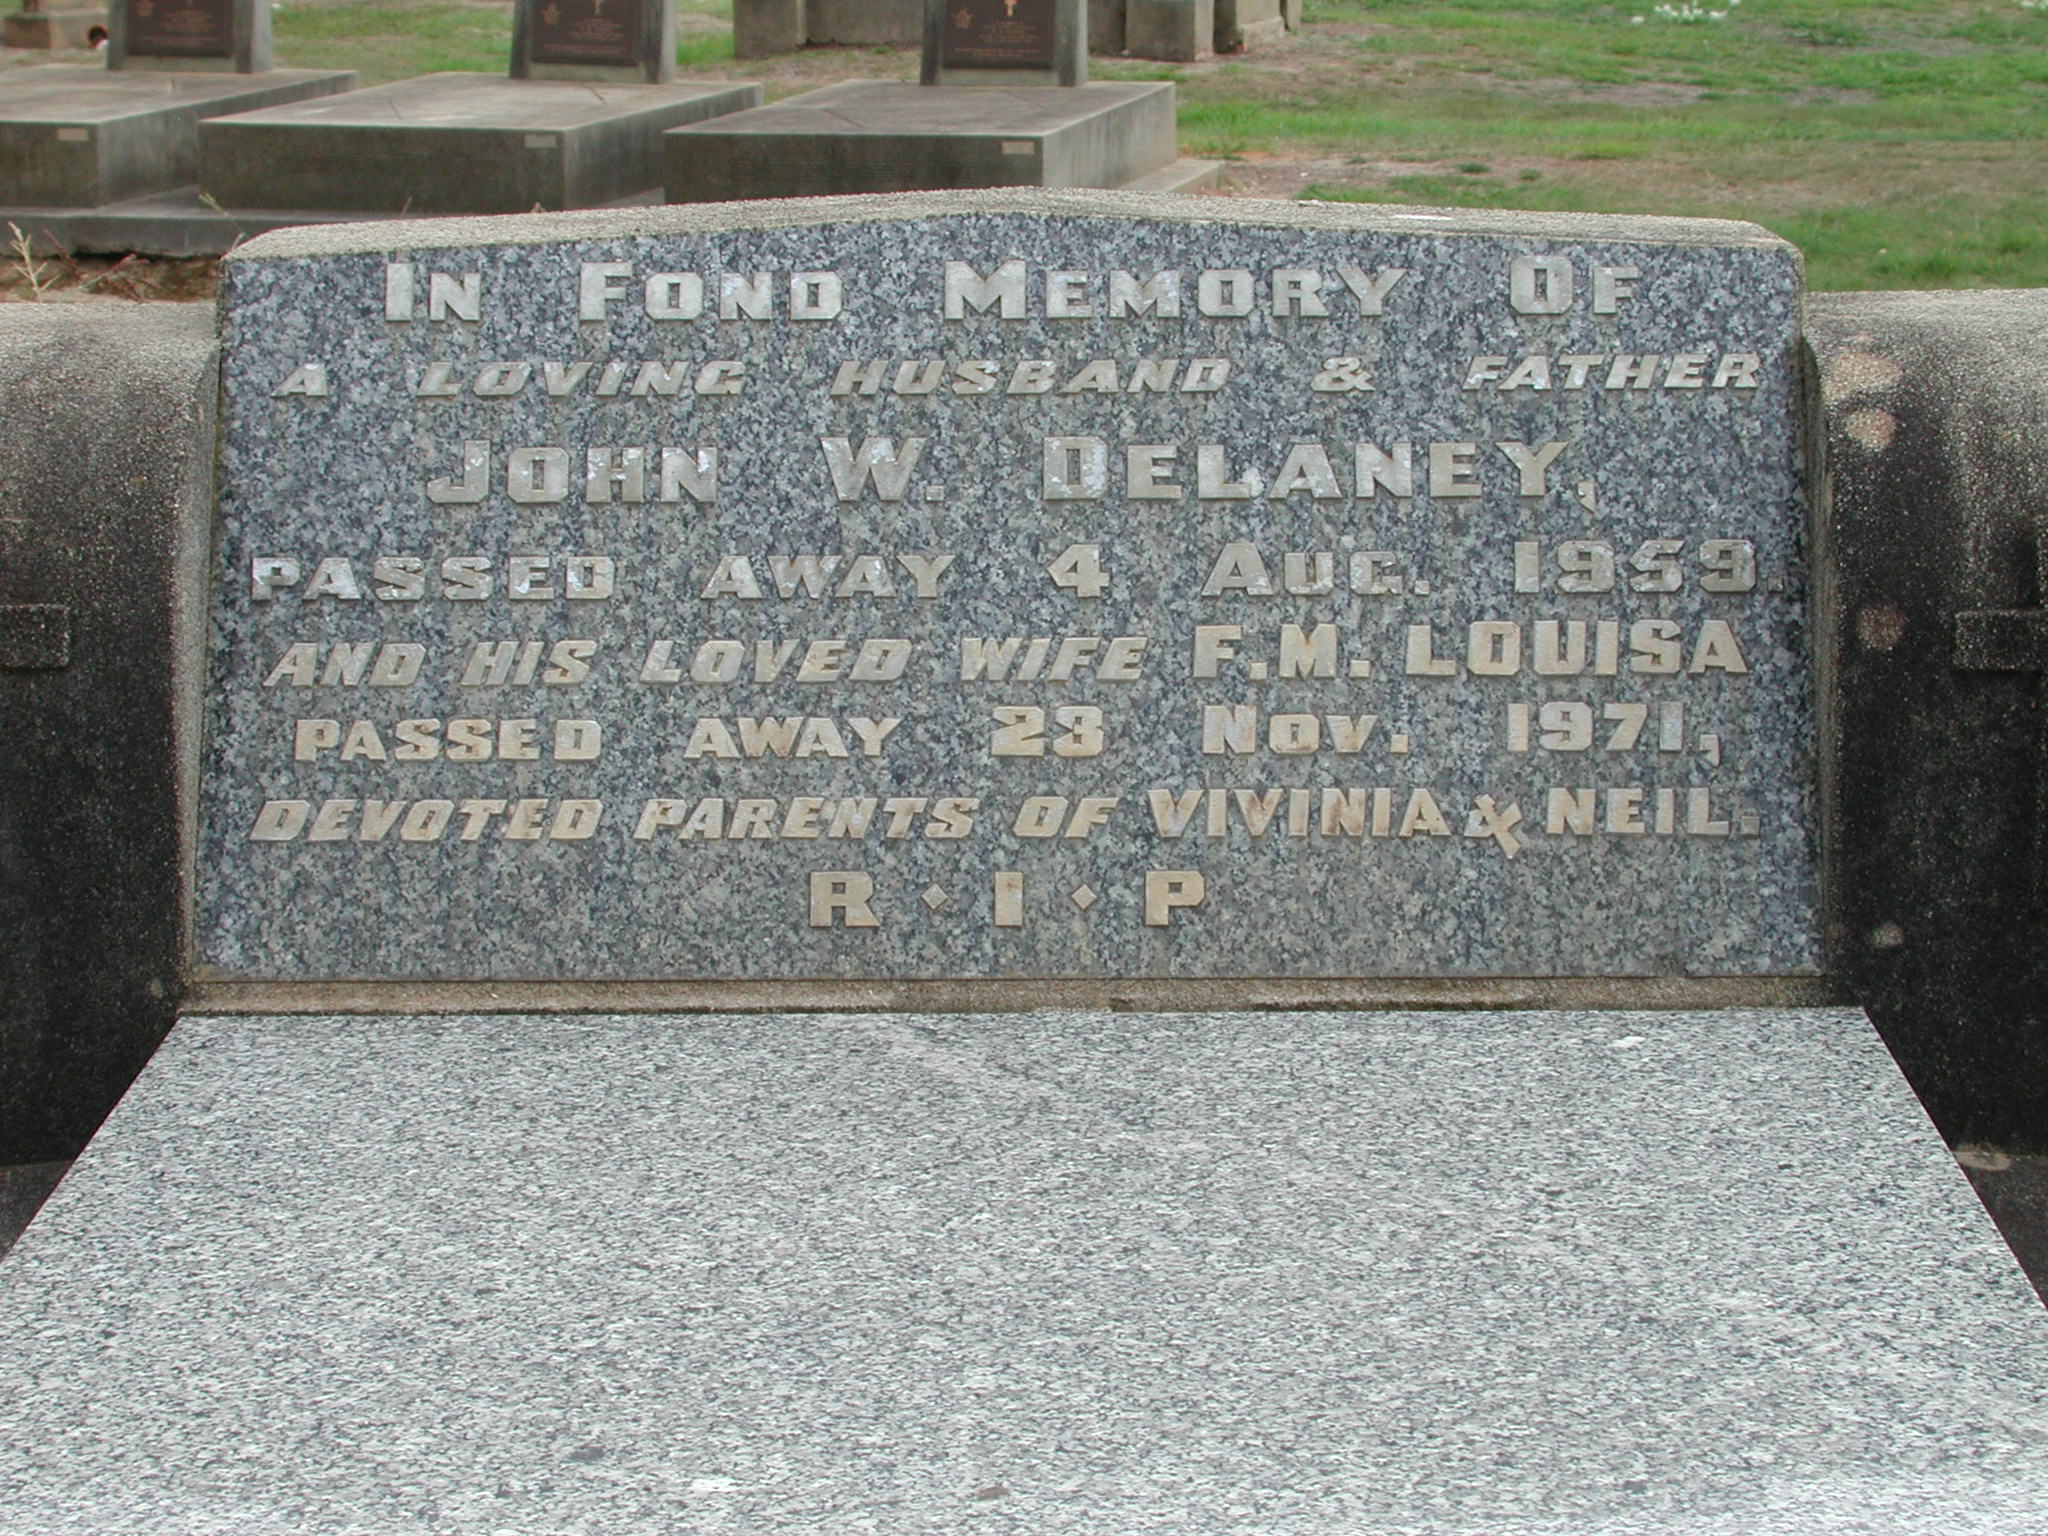 IN FOND MEMORY OF
A LOVING HUSBAND & FATHER
JOHN W. DELANEY,
PASSED AWAY 4 AUG. 1959.
AND HIS LOVED WIFE F.M. LOUISA
PASSED AWAY 23 NOV. 1971,
DEVOTED PARENTS OF VIVINIA & NEIL.
R·I·P